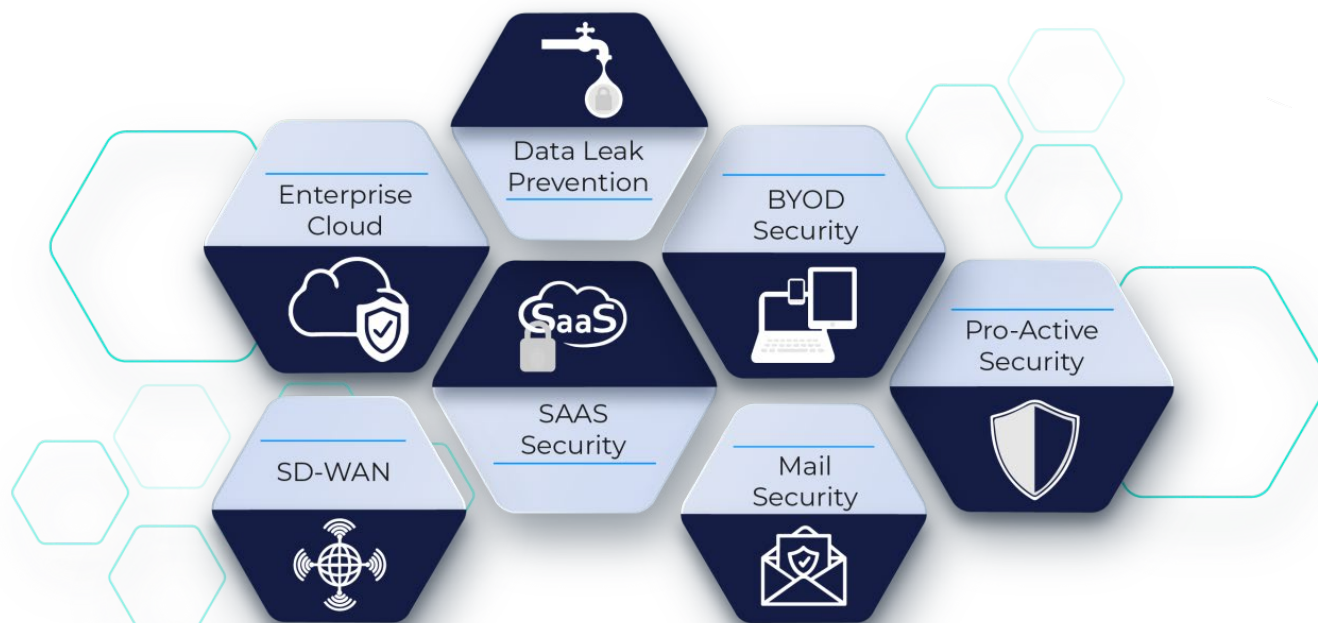 Data Leak
Prevention
Enterprise
Cloud
BYOD
Security
SaaS
SAAS
Security
Pro-Active
Security
SD-WAN
Mail
Security